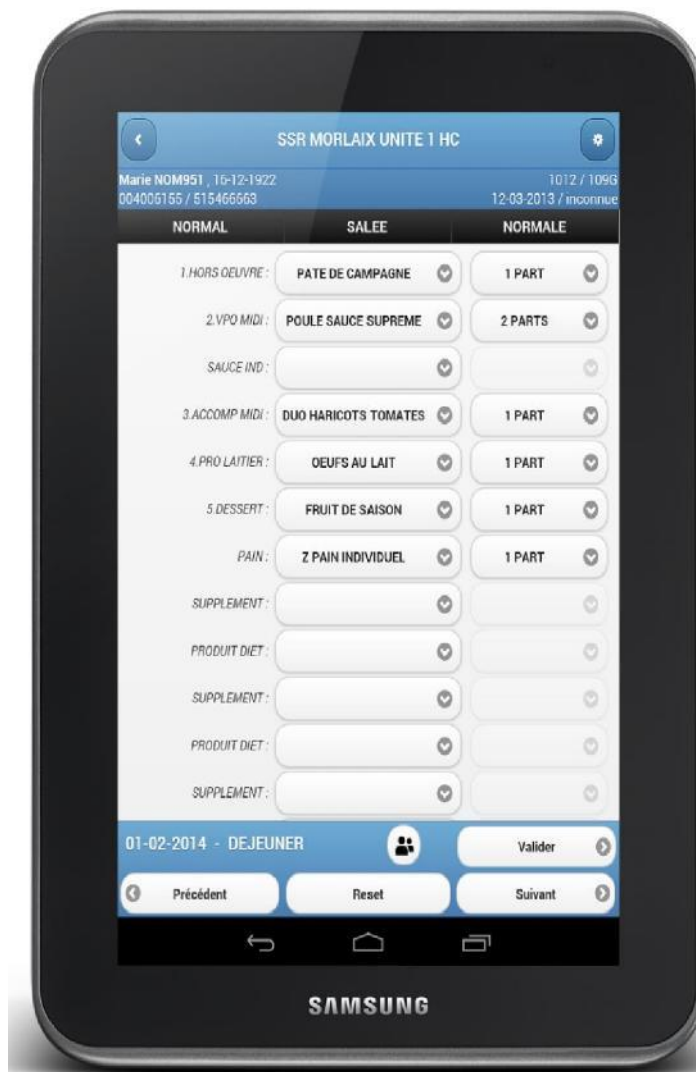 SSR MORLAIX UNITE 1 HC
Marie NOM951 , 16-12-1922 1012 / 109G
004006155 / 515466663 12-03-2013 / inconnue
NORMAL SALEE NORMALE
1.HORS OEUVRE : PATE DE CAMPAGNE 1 PART
2.VPO MIDI : POULE SAUCE SUPREME 2 PARTS
SAUCE IND :
3.ACCOMP MIDI : DUO HARICOTS TOMATES 1 PART
4.PRO LAITIER : OEUFS AU LAIT 1 PART
5.DESSERT : FRUIT DE SAISON 1 PART
PAIN : Z PAIN INDIVIDUEL 1 PART
SUPPLEMENT :
PRODUIT DIET :
SUPPLEMENT :
PRODUIT DIET :
SUPPLEMENT :
01-02-2014 - DEJEUNER Valider
Précédent Reset Suivant
SAMSUNG